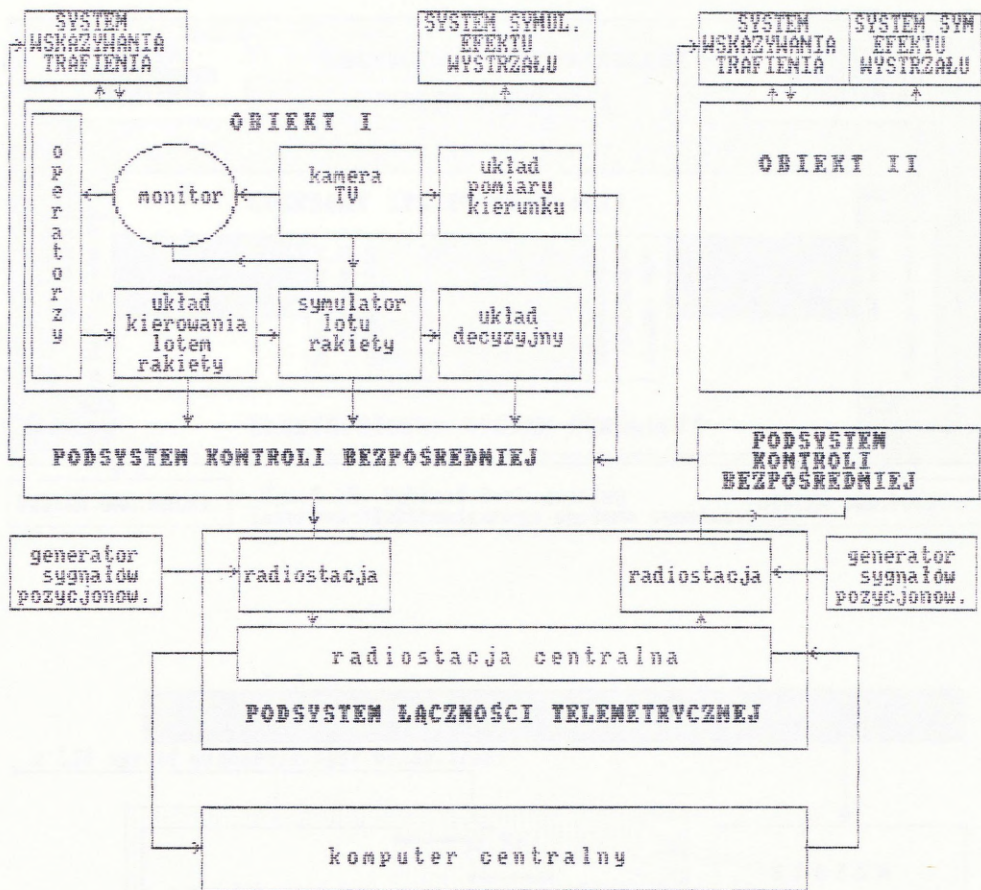 SYSTEM
WSKAZYWANIA
TRAFIENIA
SYSTEM SYMUL.
EFEKTU
WYSTRZAŁU
SYSTEM
WSKAZYWANIA
TRAFIENIA
SYSTEM SYM
EFEKTU
WYSTRZAŁU
OBIEKT I
operatorzy
monitor
kamera
TV
układ
pomiaru
kierunku
układ
kierowania
lotem
rakiety
symulator
lotu
rakiety
układ
decyzyjny
OBIEKT II
PODSYSTEM KONTROLI BEZPOŚREDNIEJ
PODSYSTEM
KONTROLI
BEZPOŚREDNIEJ
generator
sygnałów
pozycjonow.
radiostacja
radiostacja
generator
sygnałów
pozycjonow.
radiostacja centralna
PODSYSTEM ŁĄCZNOŚCI TELEMETRYCZNEJ
komputer centralny